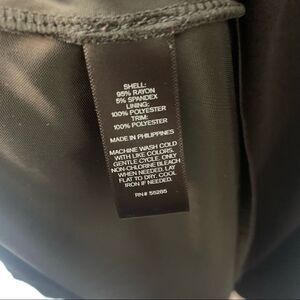 SHELL:
95% RAYON
5% SPANDEX
LINING:
100% POLYESTER
TRIM:
100% POLYESTER
MADE IN PHILIPPINES
MACHINE WASH COLD
WITH LIKE COLORS.
GENTLE CYCLE. ONLY
NON-CHLORINE BLEACH
WHEN NEEDED. LAY
FLAT TO DRY. COOL
IRON IF NEEDED.
RN# 55285